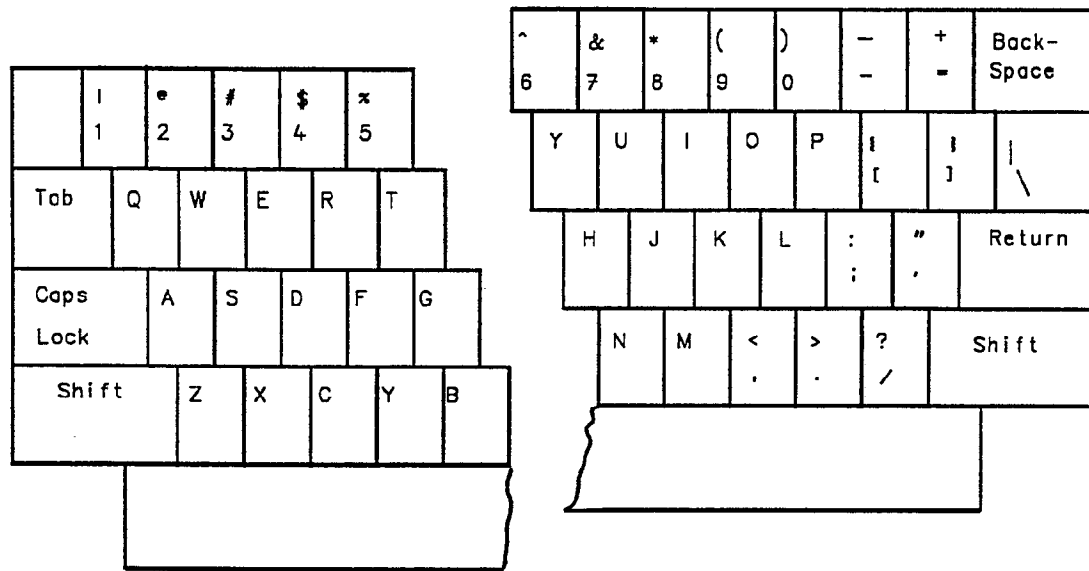 | @ # $ %
1 2 3 4 5
Tab Q W E R T
Caps A S D F G
Lock
Shift Z X C Y B
^ & * ( ) — + Back-
6 7 8 9 0 - = Space
Y U I O P { } |
[ ] \
H J K L : " Return
; '
N M < > ? Shift
, . /